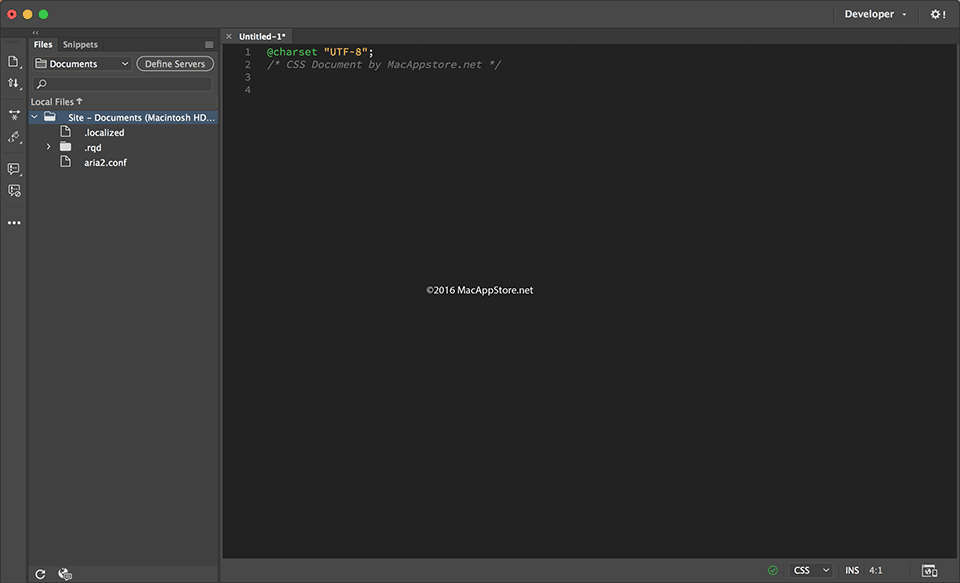 Developer
Files Snippets
Untitled-1*
Documents Define Servers
Local Files
Site – Documents (Macintosh HD...
.localized
.rqd
aria2.conf
1 @charset "UTF-8";
2 /* CSS Document by MacAppstore.net */
3
4
©2016 MacAppStore.net
CSS INS 4:1